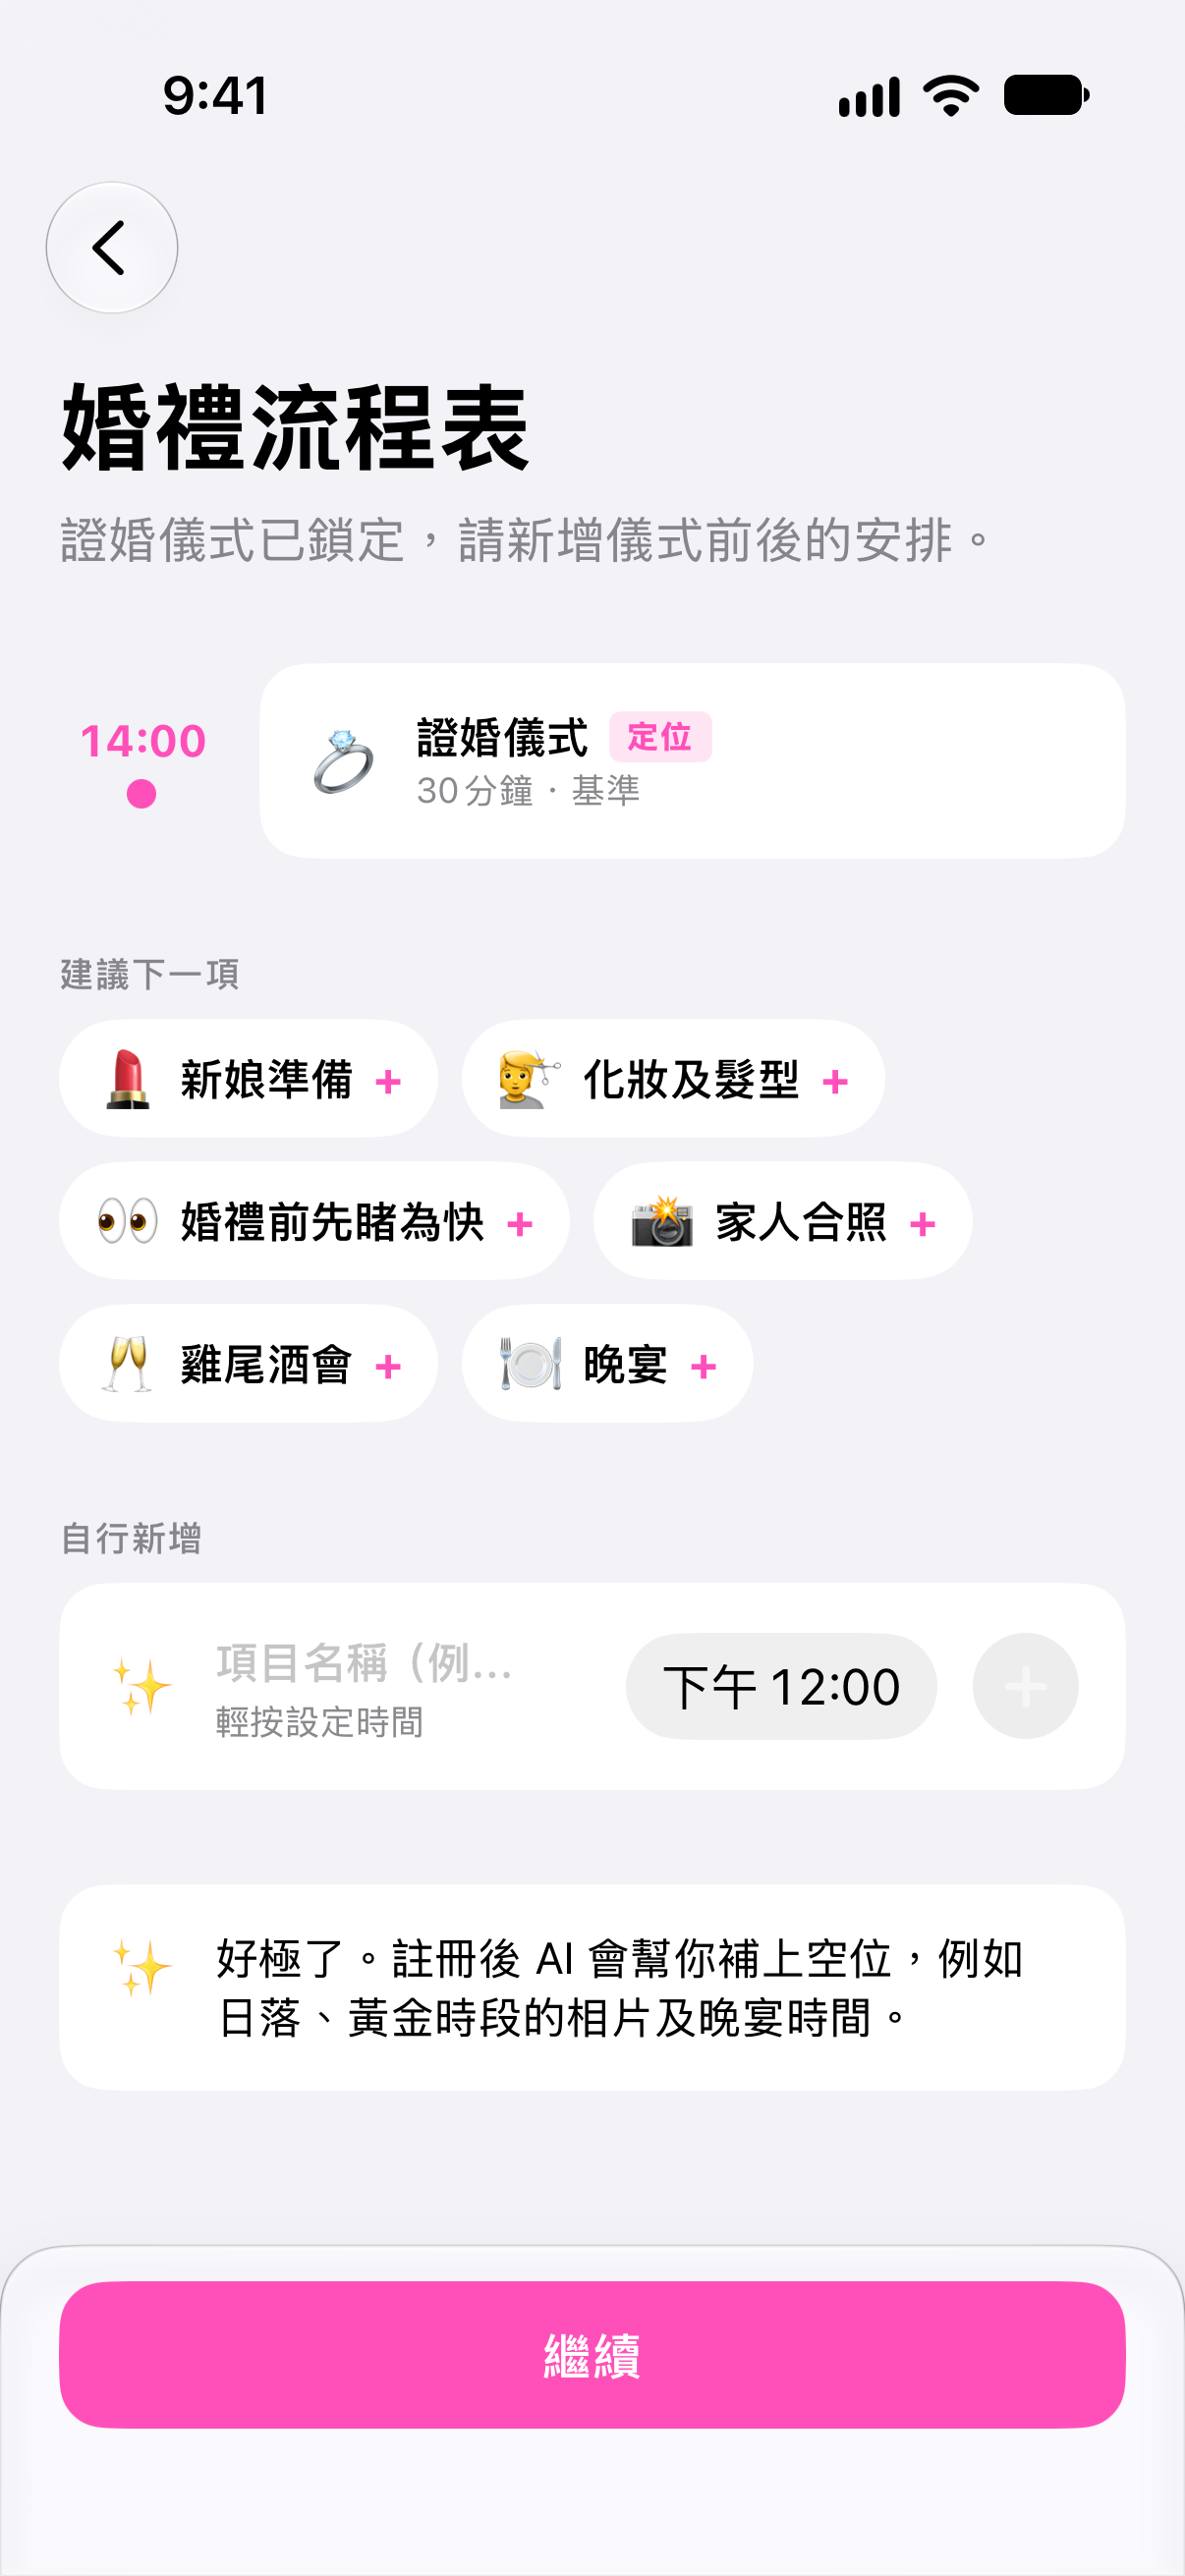 9:41
婚禮流程表
證婚儀式已鎖定，請新增儀式前後的安排。
14:00
證婚儀式 定位
30 分鐘 · 基準
建議下一項
新娘準備 +
化妝及髮型 +
婚禮前先睹為快 +
家人合照 +
雞尾酒會 +
晚宴 +
自行新增
項目名稱（例...
輕按設定時間
下午 12:00
+
好極了。註冊後 AI 會幫你補上空位，例如
日落、黃金時段的相片及晚宴時間。
繼續